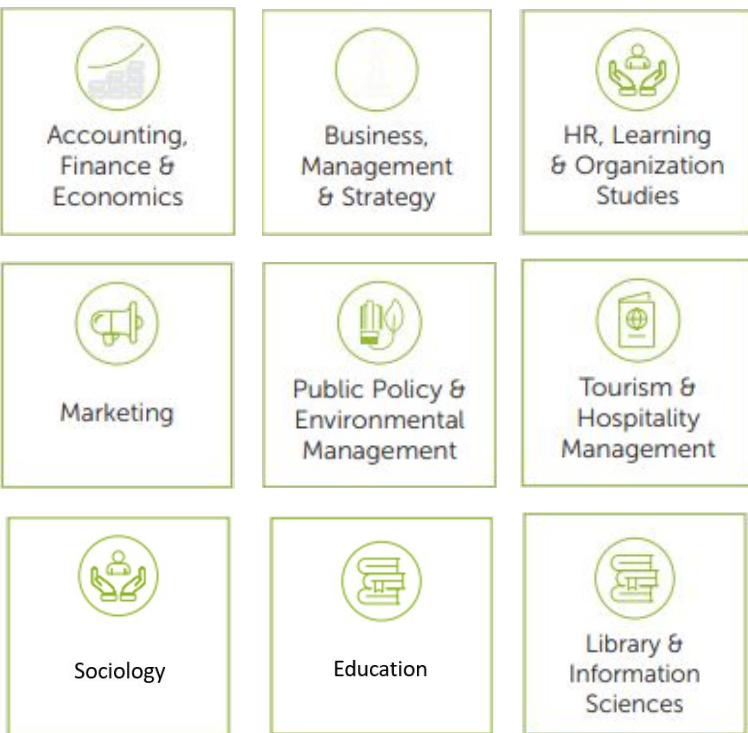 Accounting,
Finance &
Economics
Business,
Management
& Strategy
HR, Learning
& Organization
Studies
Marketing
Public Policy &
Environmental
Management
Tourism &
Hospitality
Management
Sociology
Education
Library &
Information
Sciences